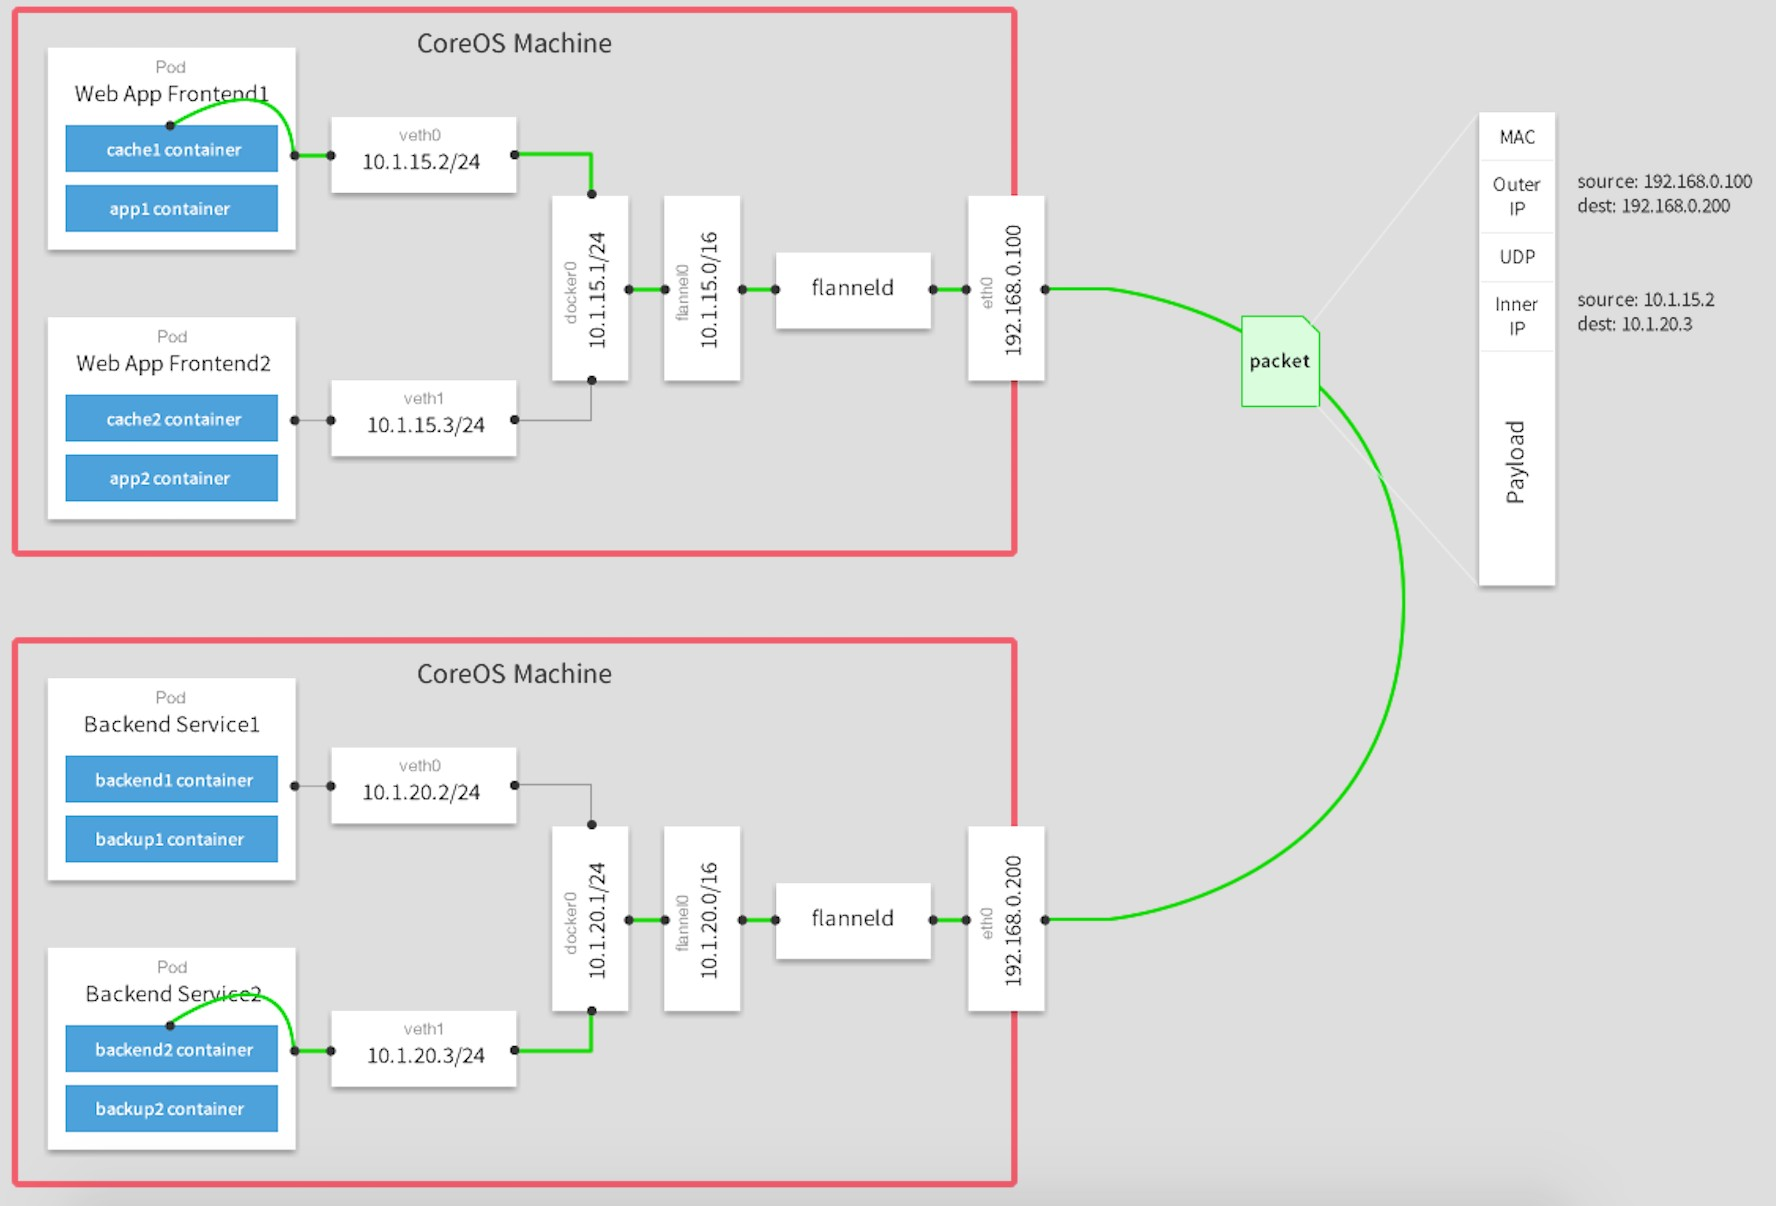 CoreOS Machine
Pod
Web App Frontend1
cache1 container
app1 container
veth0
10.1.15.2/24
Pod
Web App Frontend2
cache2 container
app2 container
veth1
10.1.15.3/24
docker0
10.1.15.1/24
flannel0
10.1.15.0/16
flanneld
eth0
192.168.0.100
packet
MAC
Outer
IP
source: 192.168.0.100
dest: 192.168.0.200
UDP
Inner
IP
source: 10.1.15.2
dest: 10.1.20.3
Payload
CoreOS Machine
Pod
Backend Service1
backend1 container
backup1 container
veth0
10.1.20.2/24
Pod
Backend Service2
backend2 container
backup2 container
veth1
10.1.20.3/24
docker0
10.1.20.1/24
flannel0
10.1.20.0/16
flanneld
eth0
192.168.0.200